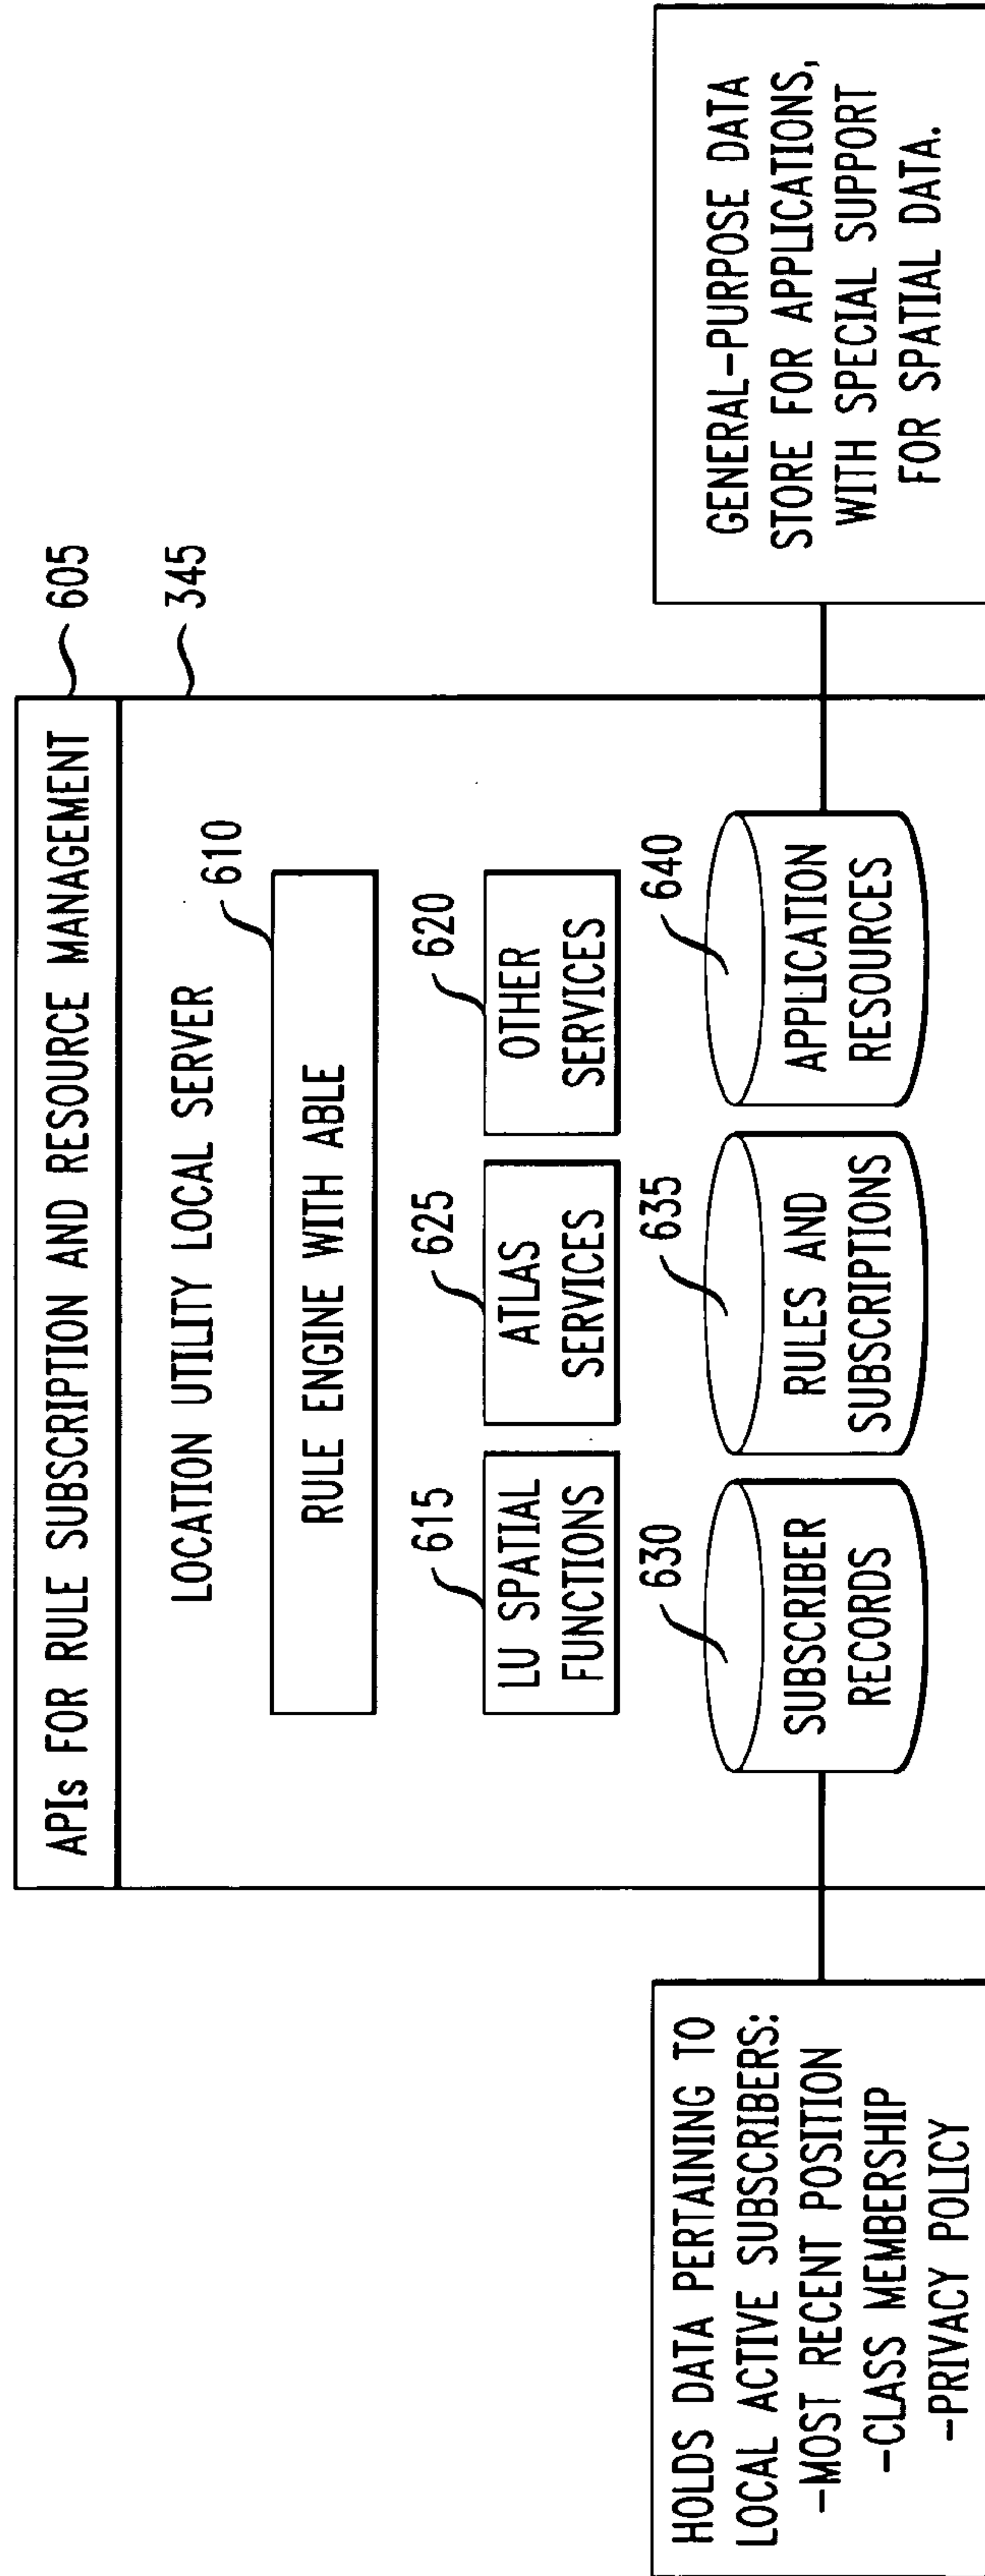 APIs FOR RULE SUBSCRIPTION AND RESOURCE MANAGEMENT
605
LOCATION UTILITY LOCAL SERVER
345
610
RULE ENGINE WITH ABLE
615
LU SPATIAL
FUNCTIONS
625
ATLAS
SERVICES
620
OTHER
SERVICES
630
SUBSCRIBER
RECORDS
635
RULES AND
SUBSCRIPTIONS
640
APPLICATION
RESOURCES
HOLDS DATA PERTAINING TO
LOCAL ACTIVE SUBSCRIBERS:
-MOST RECENT POSITION
-CLASS MEMBERSHIP
-PRIVACY POLICY
GENERAL-PURPOSE DATA
STORE FOR APPLICATIONS,
WITH SPECIAL SUPPORT
FOR SPATIAL DATA.